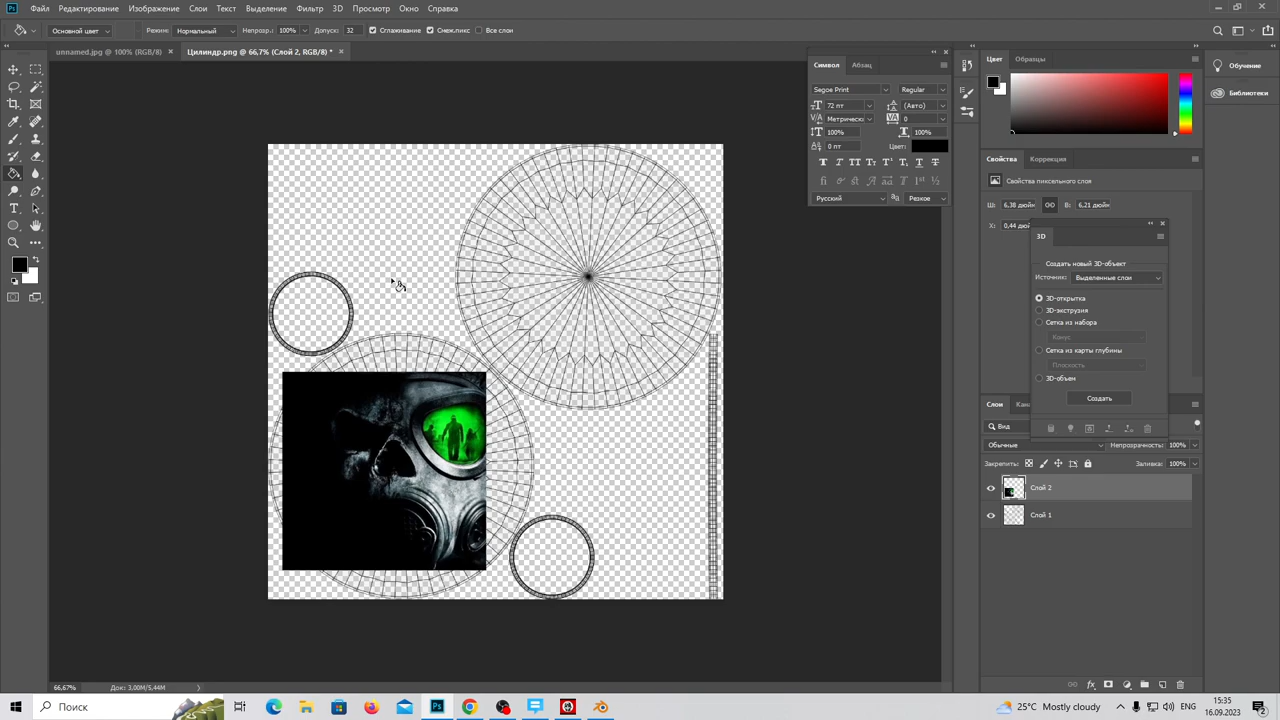 Файл Редактирование Изображение Слои Текст Выделение Фильтр 3D Просмотр Окно Справка
Основной цвет Режим: Нормальный Непрозр.: 100% Допуск: 32 Сглаживание Смеж.пикс Все слои
unnamed.jpg @ 100% (RGB/8) × Цилиндр.png @ 66,7% (Слой 2, RGB/8) * ×
Символ Абзац
Segoe Print Regular
72 пт (Авто)
Метрическ 0
100% 100%
0 пт Цвет:
Русский Резкое
Цвет Образцы
Обучение
Библиотеки
Свойства Коррекция
Свойства пиксельного слоя
Ш: 6,38 дюйм В: 6,21 дюйм
X: 0,44 дюй
3D
Создать новый 3D-объект
Источник: Выделенные слои
3D-открытка
3D-экструзия
Сетка из набора
Конус
Сетка из карты глубины
Плоскость
3D-объем
Создать
Слои Кан
Вид
Обычные Непрозрачность: 100%
Закрепить: Заливка: 100%
Слой 2
Слой 1
66,67% Док: 3,00M/5,44M
Поиск
25°C Mostly cloudy
15:35
16.09.2023
2